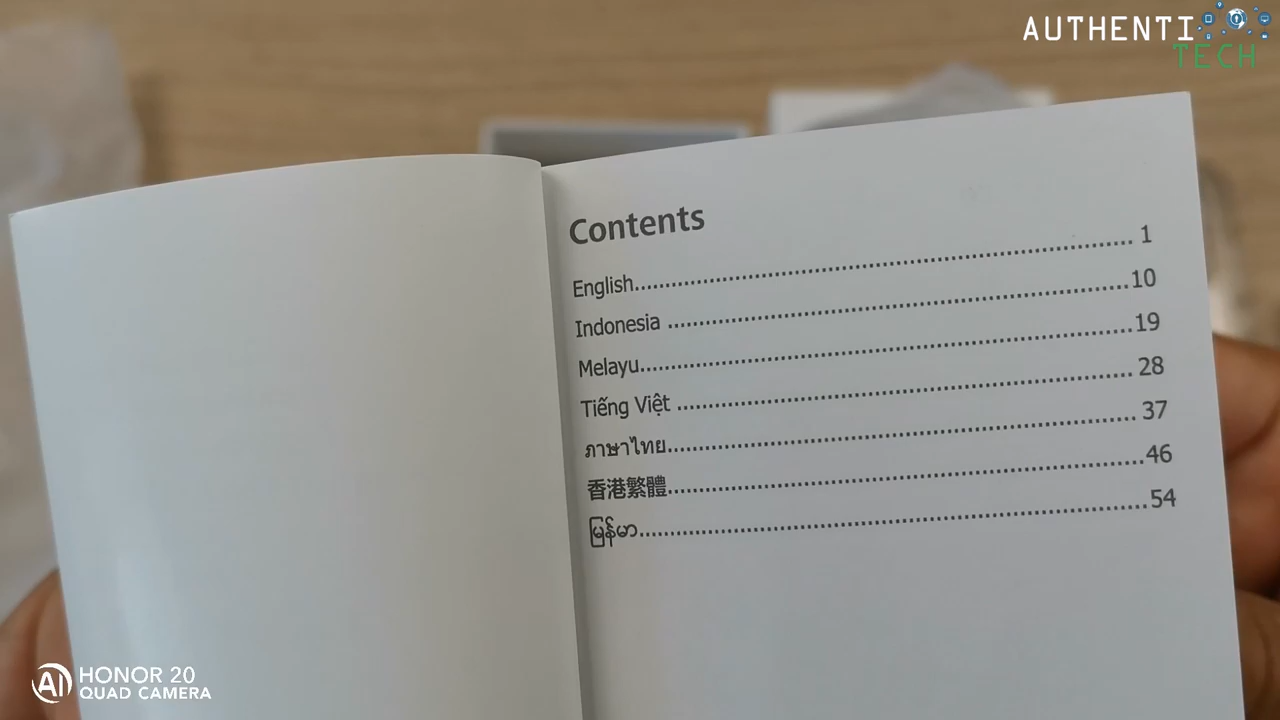 AUTHENTI
TECH
Contents
English........................................................................ 1
Indonesia ....................................................................10
Melayu.......................................................................19
Tiếng Việt ................................................................... 28
ภาษาไทย..................................................................... 37
香港繁體.....................................................................46
မြန်မာ.........................................................................54
AI HONOR 20
QUAD CAMERA